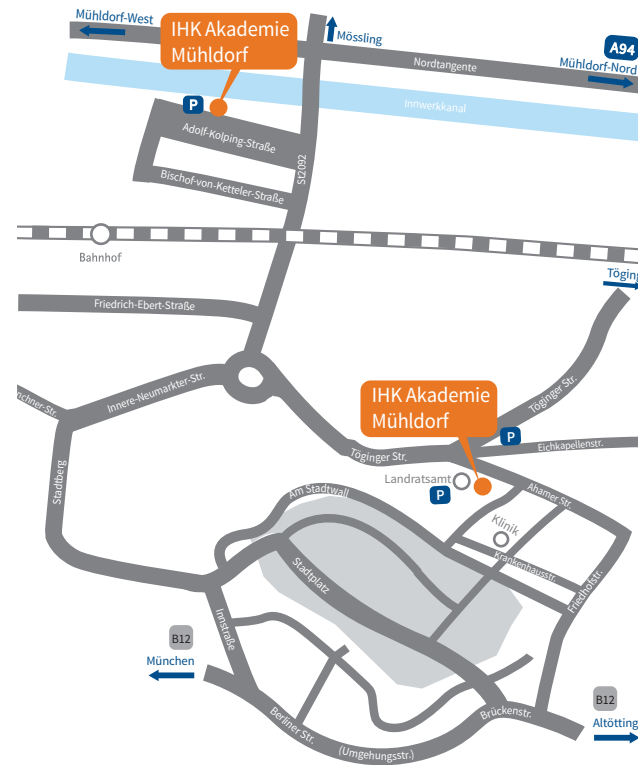 Mühldorf-West
IHK Akademie
Mühldorf
Mössling
A94
Nordtangente
Mühldorf-Nord
P
Innwerkkanal
Adolf-Kolping-Straße
St2092
Bischof-von-Ketteler-Straße
Bahnhof
Töging
Friedrich-Ebert-Straße
Innere-Neumarkter-Str.
nchner-Str.
IHK Akademie
Mühldorf
Töginger Str.
P
Eichkapellenstr.
Töginger Str.
Stadtberg
Landratsamt
P
Ahamer Str.
Am Stadtwall
Klinik
Krankenhausstr.
Stadtplatz
Friedhofstr.
Innstraße
B12
München
B12
Brückenstr.
Berliner Str.
Altötting
(Umgehungsstr.)